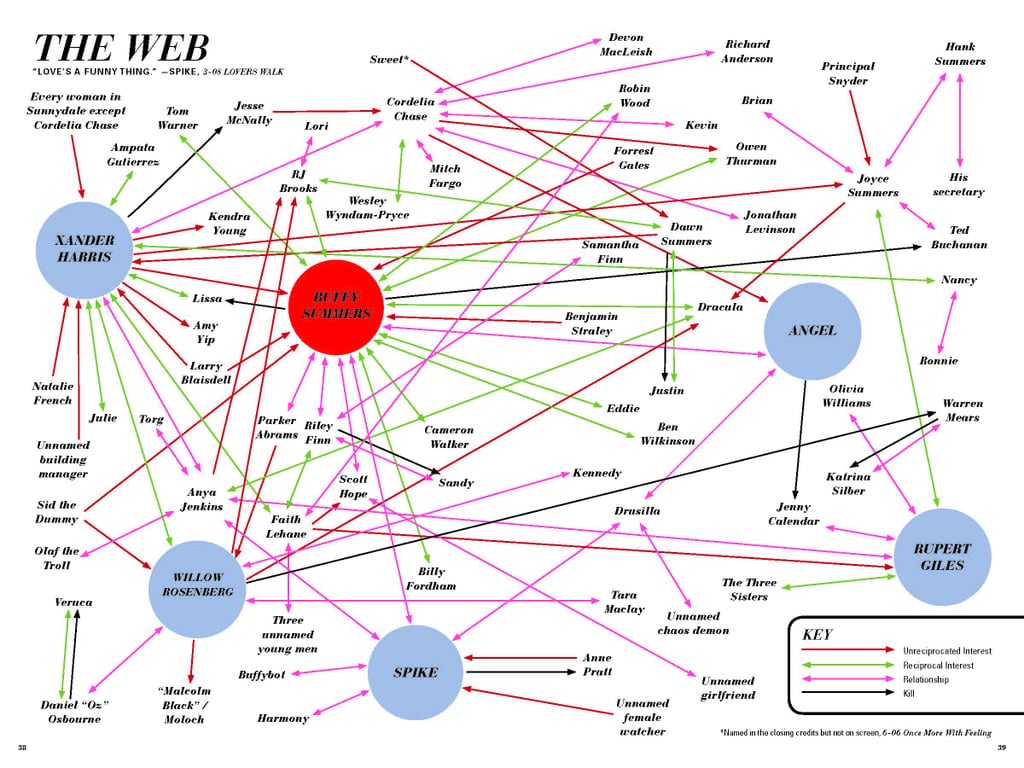 THE WEB
"LOVE'S A FUNNY THING." –SPIKE, 3-08 LOVERS WALK
Devon
MacLeish
Richard
Anderson
Hank
Summers
Sweet*
Principal
Snyder
Every woman in
Sunnydale except
Cordelia Chase
Tom
Warner
Jesse
McNally
Cordelia
Chase
Robin
Wood
Brian
Lori
Kevin
Ampata
Gutierrez
Forrest
Gates
Owen
Thurman
RJ
Brooks
Mitch
Fargo
Joyce
Summers
His
secretary
Wesley
Wyndam-Pryce
Kendra
Young
Jonathan
Levinson
Dawn
Summers
Ted
Buchanan
XANDER
HARRIS
Samantha
Finn
Nancy
Lissa
BUFFY
SUMMERS
Dracula
Benjamin
Straley
ANGEL
Amy
Yip
Larry
Blaisdell
Ronnie
Natalie
French
Justin
Olivia
Williams
Julie
Torg
Parker
Abrams
Riley
Finn
Cameron
Walker
Eddie
Warren
Mears
Ben
Wilkinson
Unnamed
building
manager
Sandy
Kennedy
Katrina
Silber
Scott
Hope
Anya
Jenkins
Sid the
Dummy
Drusilla
Jenny
Calendar
Faith
Lehane
Olaf the
Troll
RUPERT
GILES
WILLOW
ROSENBERG
Billy
Fordham
The Three
Sisters
Tara
Maclay
Veruca
Unnamed
chaos demon
Three
unnamed
young men
KEY
Unreciprocated Interest
Reciprocal Interest
Relationship
Kill
Anne
Pratt
SPIKE
Buffybot
Unnamed
girlfriend
"Malcolm
Black" /
Moloch
Daniel "Oz"
Osbourne
Harmony
Unnamed
female
watcher
*Named in the closing credits but not on screen, 6-06 Once More With Feeling
38
39